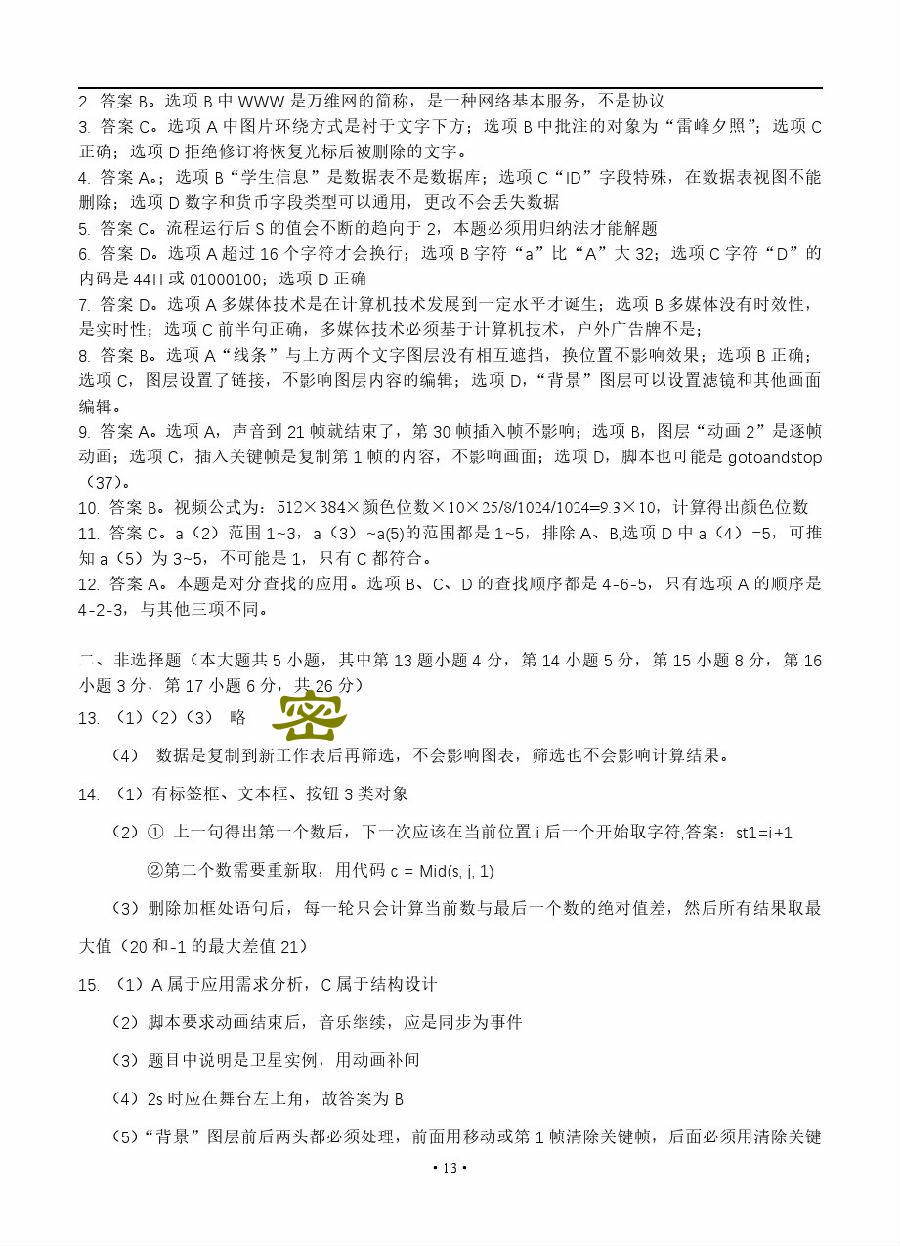 2. 答案 B。选项 B 中 WWW 是万维网的简称，是一种网络基本服务，不是协议
3. 答案 C。选项 A 中图片环绕方式是衬于文字下方；选项 B 中批注的对象为“雷峰夕照”；选项 C
正确；选项 D 拒绝修订将恢复光标后被删除的文字。
4. 答案 A。；选项 B“学生信息”是数据表不是数据库；选项 C“ID”字段特殊，在数据表视图不能
删除；选项 D 数字和货币字段类型可以通用，更改不会丢失数据
5. 答案 C。流程运行后 S 的值会不断的趋向于 2，本题必须用归纳法才能解题
6. 答案 D。选项 A 超过 16 个字符才会换行；选项 B 字符“a”比“A”大 32；选项 C 字符“D”的
内码是 44H 或 01000100；选项 D 正确
7. 答案 D。选项 A 多媒体技术是在计算机技术发展到一定水平才诞生；选项 B 多媒体没有时效性，
是实时性；选项 C 前半句正确，多媒体技术必须基于计算机技术，户外广告牌不是；
8. 答案 B。选项 A“线条”与上方两个文字图层没有相互遮挡，换位置不影响效果；选项 B 正确；
选项 C，图层设置了链接，不影响图层内容的编辑；选项 D，“背景”图层可以设置滤镜和其他画面
编辑。
9. 答案 A。选项 A，声音到 21 帧就结束了，第 30 帧插入帧不影响；选项 B，图层“动画 2”是逐帧
动画；选项 C，插入关键帧是复制第 1 帧的内容，不影响画面；选项 D，脚本也可能是 gotoandstop
（37）。
10. 答案 B。视频公式为：512×384×颜色位数×10×25/8/1024/1024=9.3×10，计算得出颜色位数
11. 答案 C。a（2）范围 1~3，a（3）~a(5)的范围都是 1~5，排除 A、B,选项 D 中 a（4）=5，可推
知 a（5）为 3~5，不可能是 1，只有 C 都符合。
12. 答案 A。本题是对分查找的应用。选项 B、C、D 的查找顺序都是 4-6-5，只有选项 A 的顺序是
4-2-3，与其他三项不同。
二、非选择题（本大题共 5 小题，其中第 13 题小题 4 分，第 14 小题 5 分，第 15 小题 8 分，第 16
小题 3 分，第 17 小题 6 分，共 26 分）
13. （1）（2）（3） 略
密
（4） 数据是复制到新工作表后再筛选，不会影响图表，筛选也不会影响计算结果。
14. （1）有标签框、文本框、按钮 3 类对象
（2）① 上一句得出第一个数后，下一次应该在当前位置 i 后一个开始取字符,答案：st1=i+1
②第二个数需要重新取，用代码 c = Mid(s, j, 1)
（3）删除加框处语句后，每一轮只会计算当前数与最后一个数的绝对值差，然后所有结果取最
大值（20 和-1 的最大差值 21）
15. （1）A 属于应用需求分析，C 属于结构设计
（2）脚本要求动画结束后，音乐继续，应是同步为事件
（3）题目中说明是卫星实例，用动画补间
（4）2s 时应在舞台左上角，故答案为 B
（5）“背景”图层前后两头都必须处理，前面用移动或第 1 帧清除关键帧，后面必须用清除关键
• 13 •